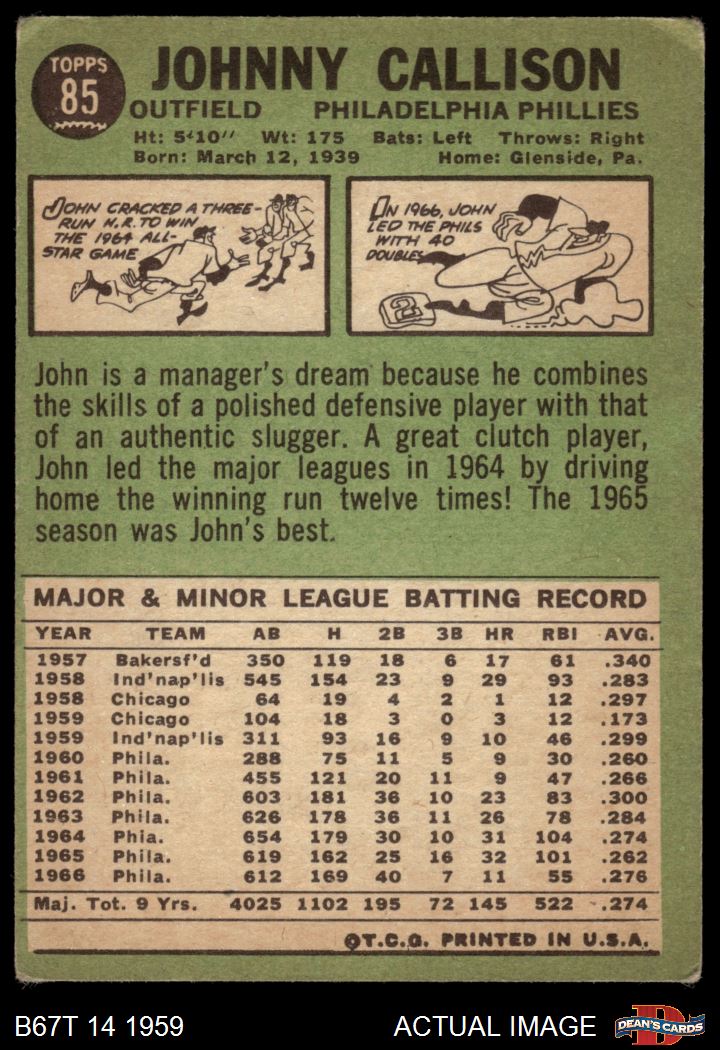 TOPPS
85
JOHNNY CALLISON
OUTFIELD PHILADELPHIA PHILLIES
Ht: 5'10" Wt: 175 Bats: Left Throws: Right
Born: March 12, 1939 Home: Glenside, Pa.
JOHN CRACKED A THREE-
RUN H.R. TO WIN
THE 1964 ALL-
STAR GAME
IN 1966, JOHN
LED THE PHILS
WITH 40
DOUBLES
2
John is a manager's dream because he combines
the skills of a polished defensive player with that
of an authentic slugger. A great clutch player,
John led the major leagues in 1964 by driving
home the winning run twelve times! The 1965
season was John's best.
MAJOR & MINOR LEAGUE BATTING RECORD
YEAR TEAM AB H 2B 3B HR RBI AVG.
1957 Bakersf'd 350 119 18 6 17 61 .340
1958 Ind'nap'lis 545 154 23 9 29 93 .283
1958 Chicago 64 19 4 2 1 12 .297
1959 Chicago 104 18 3 0 3 12 .173
1959 Ind'nap'lis 311 93 16 9 10 46 .299
1960 Phila. 288 75 11 5 9 30 .260
1961 Phila. 455 121 20 11 9 47 .266
1962 Phila. 603 181 36 10 23 83 .300
1963 Phila. 626 178 36 11 26 78 .284
1964 Phia. 654 179 30 10 31 104 .274
1965 Phila. 619 162 25 16 32 101 .262
1966 Phila. 612 169 40 7 11 55 .276
Maj. Tot. 9 Yrs. 4025 1102 195 72 145 522 .274
©T.C.G. PRINTED IN U.S.A.
B67T 14 1959 ACTUAL IMAGE
D
DEAN'S CARDS